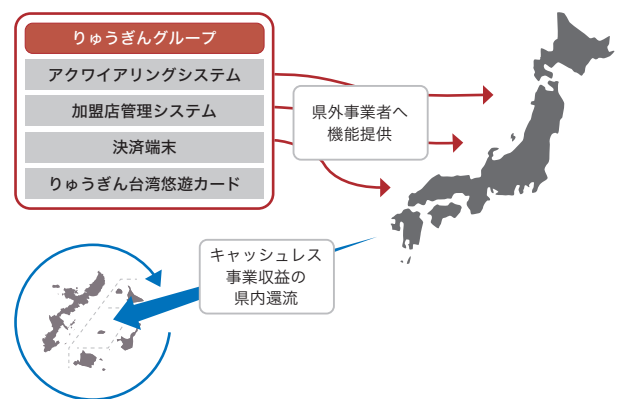 りゅうぎんグループ
アクワイアリングシステム
加盟店管理システム
決済端末
りゅうぎん台湾悠遊カード
県外事業者へ
機能提供
キャッシュレス
事業収益の
県内還流